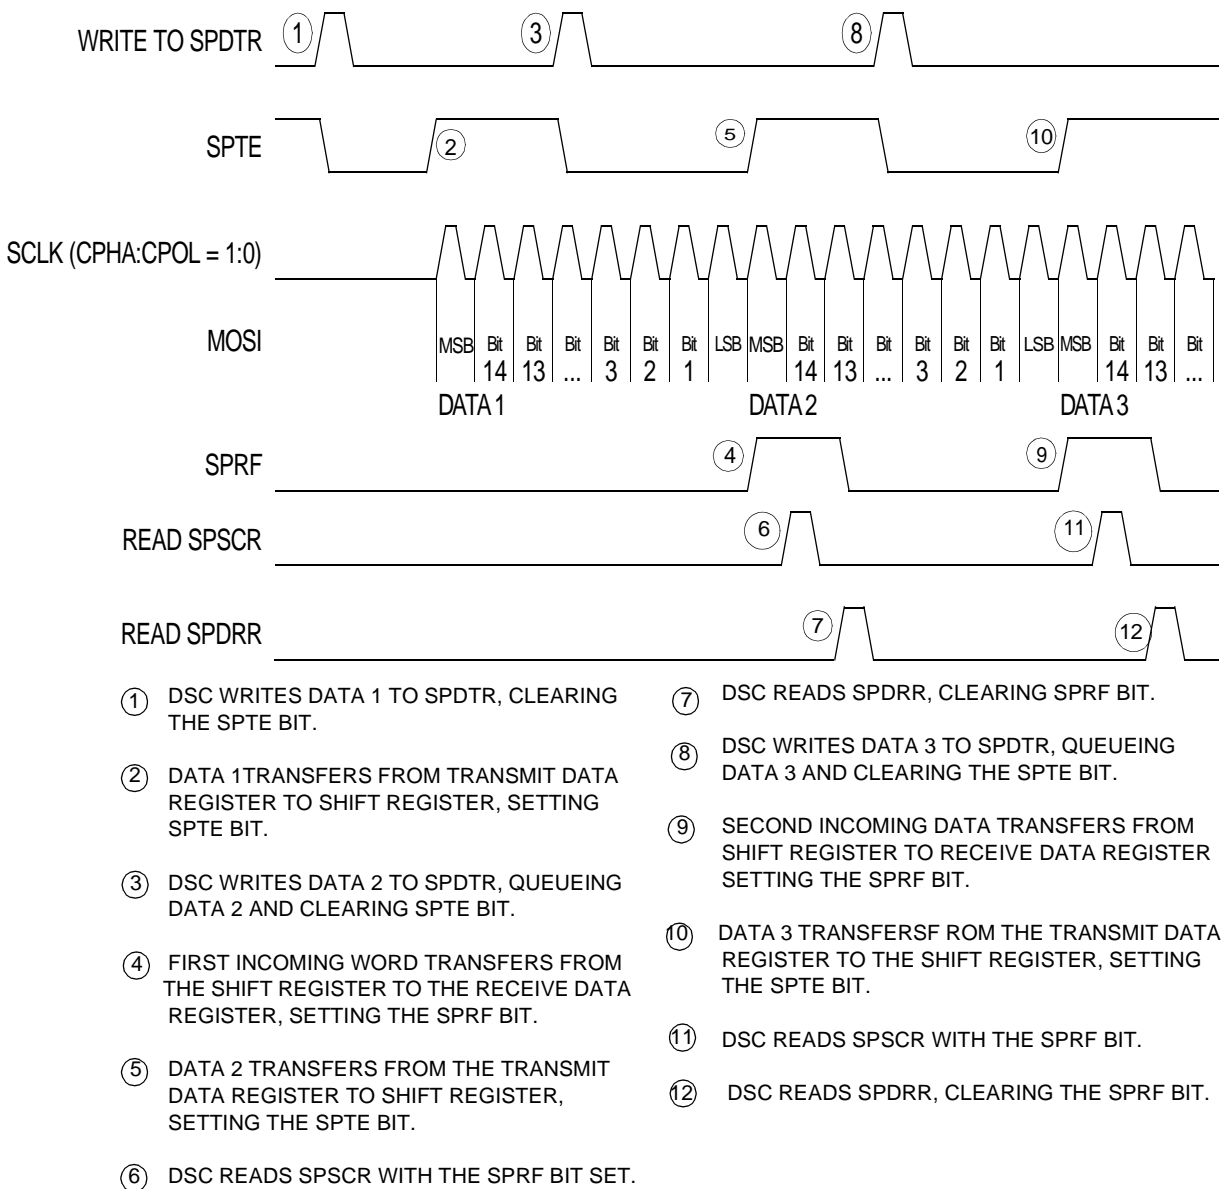 WRITE TO SPDTR 1 3 8
SPTE 2 5 10
SCLK (CPHA:CPOL = 1:0)
MOSI MSB Bit Bit Bit Bit Bit Bit LSB MSB Bit Bit Bit Bit Bit Bit LSB MSB Bit Bit Bit
14 13 ... 3 2 1 14 13 ... 3 2 1 14 13 ...
DATA 1 DATA 2 DATA 3
SPRF 4 9
READ SPSCR 6 11
READ SPDRR 7 12
1 DSC WRITES DATA 1 TO SPDTR, CLEARING
THE SPTE BIT.
2 DATA 1TRANSFERS FROM TRANSMIT DATA
REGISTER TO SHIFT REGISTER, SETTING
SPTE BIT.
3 DSC WRITES DATA 2 TO SPDTR, QUEUEING
DATA 2 AND CLEARING SPTE BIT.
4 FIRST INCOMING WORD TRANSFERS FROM
THE SHIFT REGISTER TO THE RECEIVE DATA
REGISTER, SETTING THE SPRF BIT.
5 DATA 2 TRANSFERS FROM THE TRANSMIT
DATA REGISTER TO SHIFT REGISTER,
SETTING THE SPTE BIT.
6 DSC READS SPSCR WITH THE SPRF BIT SET.
7 DSC READS SPDRR, CLEARING SPRF BIT.
8 DSC WRITES DATA 3 TO SPDTR, QUEUEING
DATA 3 AND CLEARING THE SPTE BIT.
9 SECOND INCOMING DATA TRANSFERS FROM
SHIFT REGISTER TO RECEIVE DATA REGISTER
SETTING THE SPRF BIT.
10 DATA 3 TRANSFERSF ROM THE TRANSMIT DATA
REGISTER TO THE SHIFT REGISTER, SETTING
THE SPTE BIT.
11 DSC READS SPSCR WITH THE SPRF BIT.
12 DSC READS SPDRR, CLEARING THE SPRF BIT.